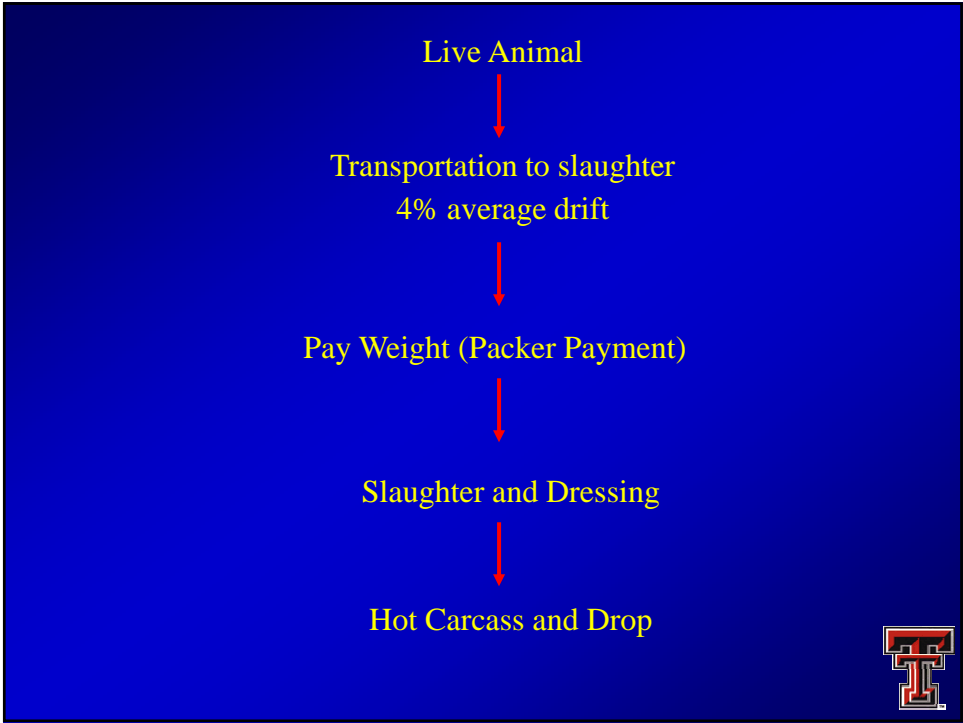 Live Animal
Transportation to slaughter
4% average drift
Pay Weight (Packer Payment)
Slaughter and Dressing
Hot Carcass and Drop